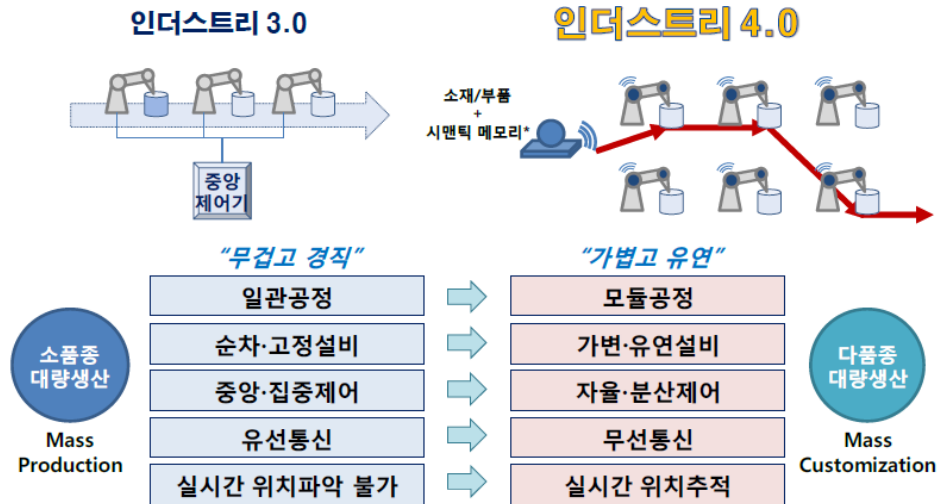 인더스트리 3.0
인더스트리 4.0
소재/부품
+
시맨틱 메모리*
중앙
제어기
“무겁고 경직”
“가볍고 유연”
일관공정
모듈공정
순차·고정설비
가변·유연설비
중앙·집중제어
자율·분산제어
유선통신
무선통신
실시간 위치파악 불가
실시간 위치추적
소품종
대량생산
Mass
Production
다품종
대량생산
Mass
Customization